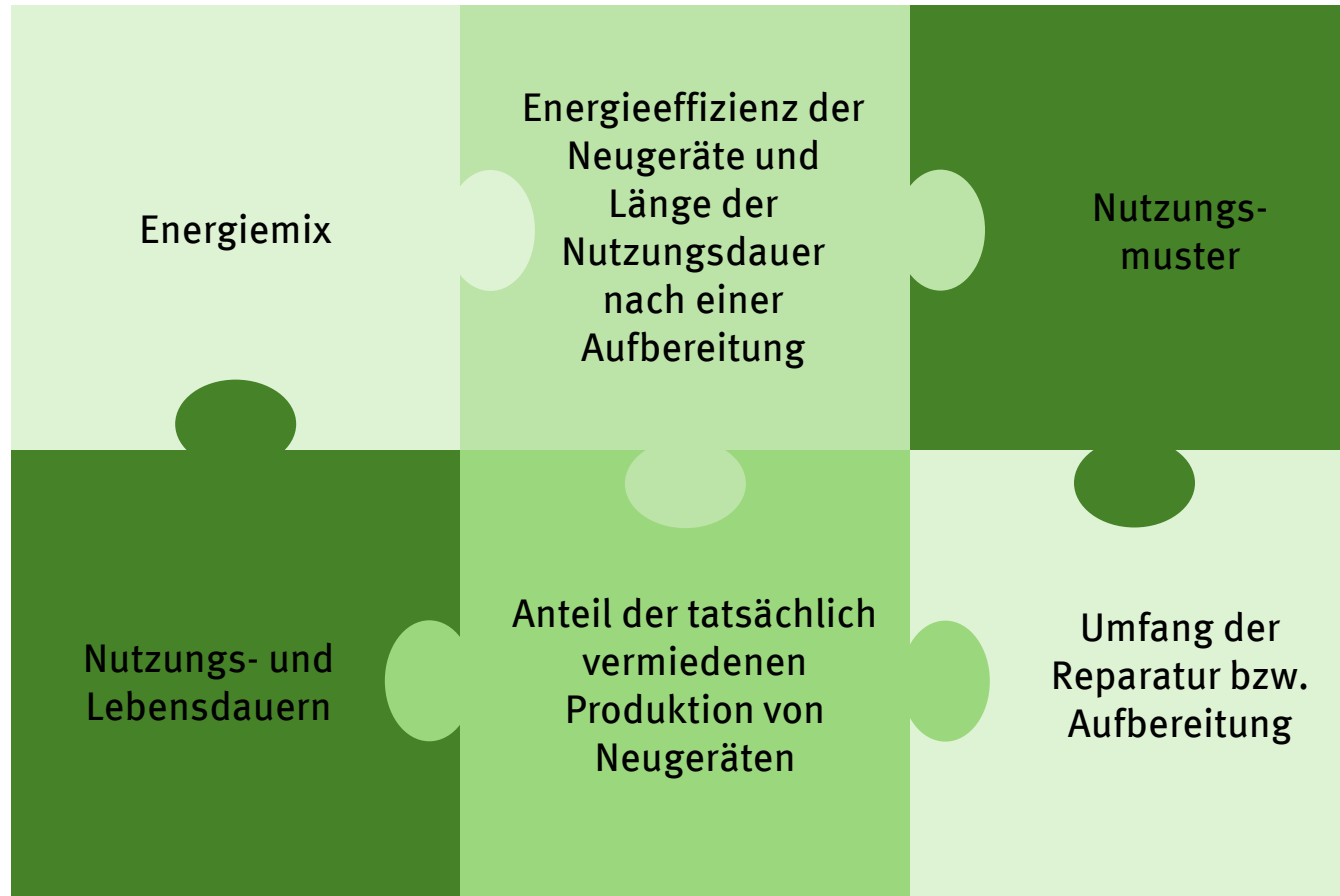 Energiemix
Energieeffizienz der
Neugeräte und
Länge der
Nutzungsdauer
nach einer
Aufbereitung
Nutzungs-
muster
Nutzungs- und
Lebensdauern
Anteil der tatsächlich
vermiedenen
Produktion von
Neugeräten
Umfang der
Reparatur bzw.
Aufbereitung